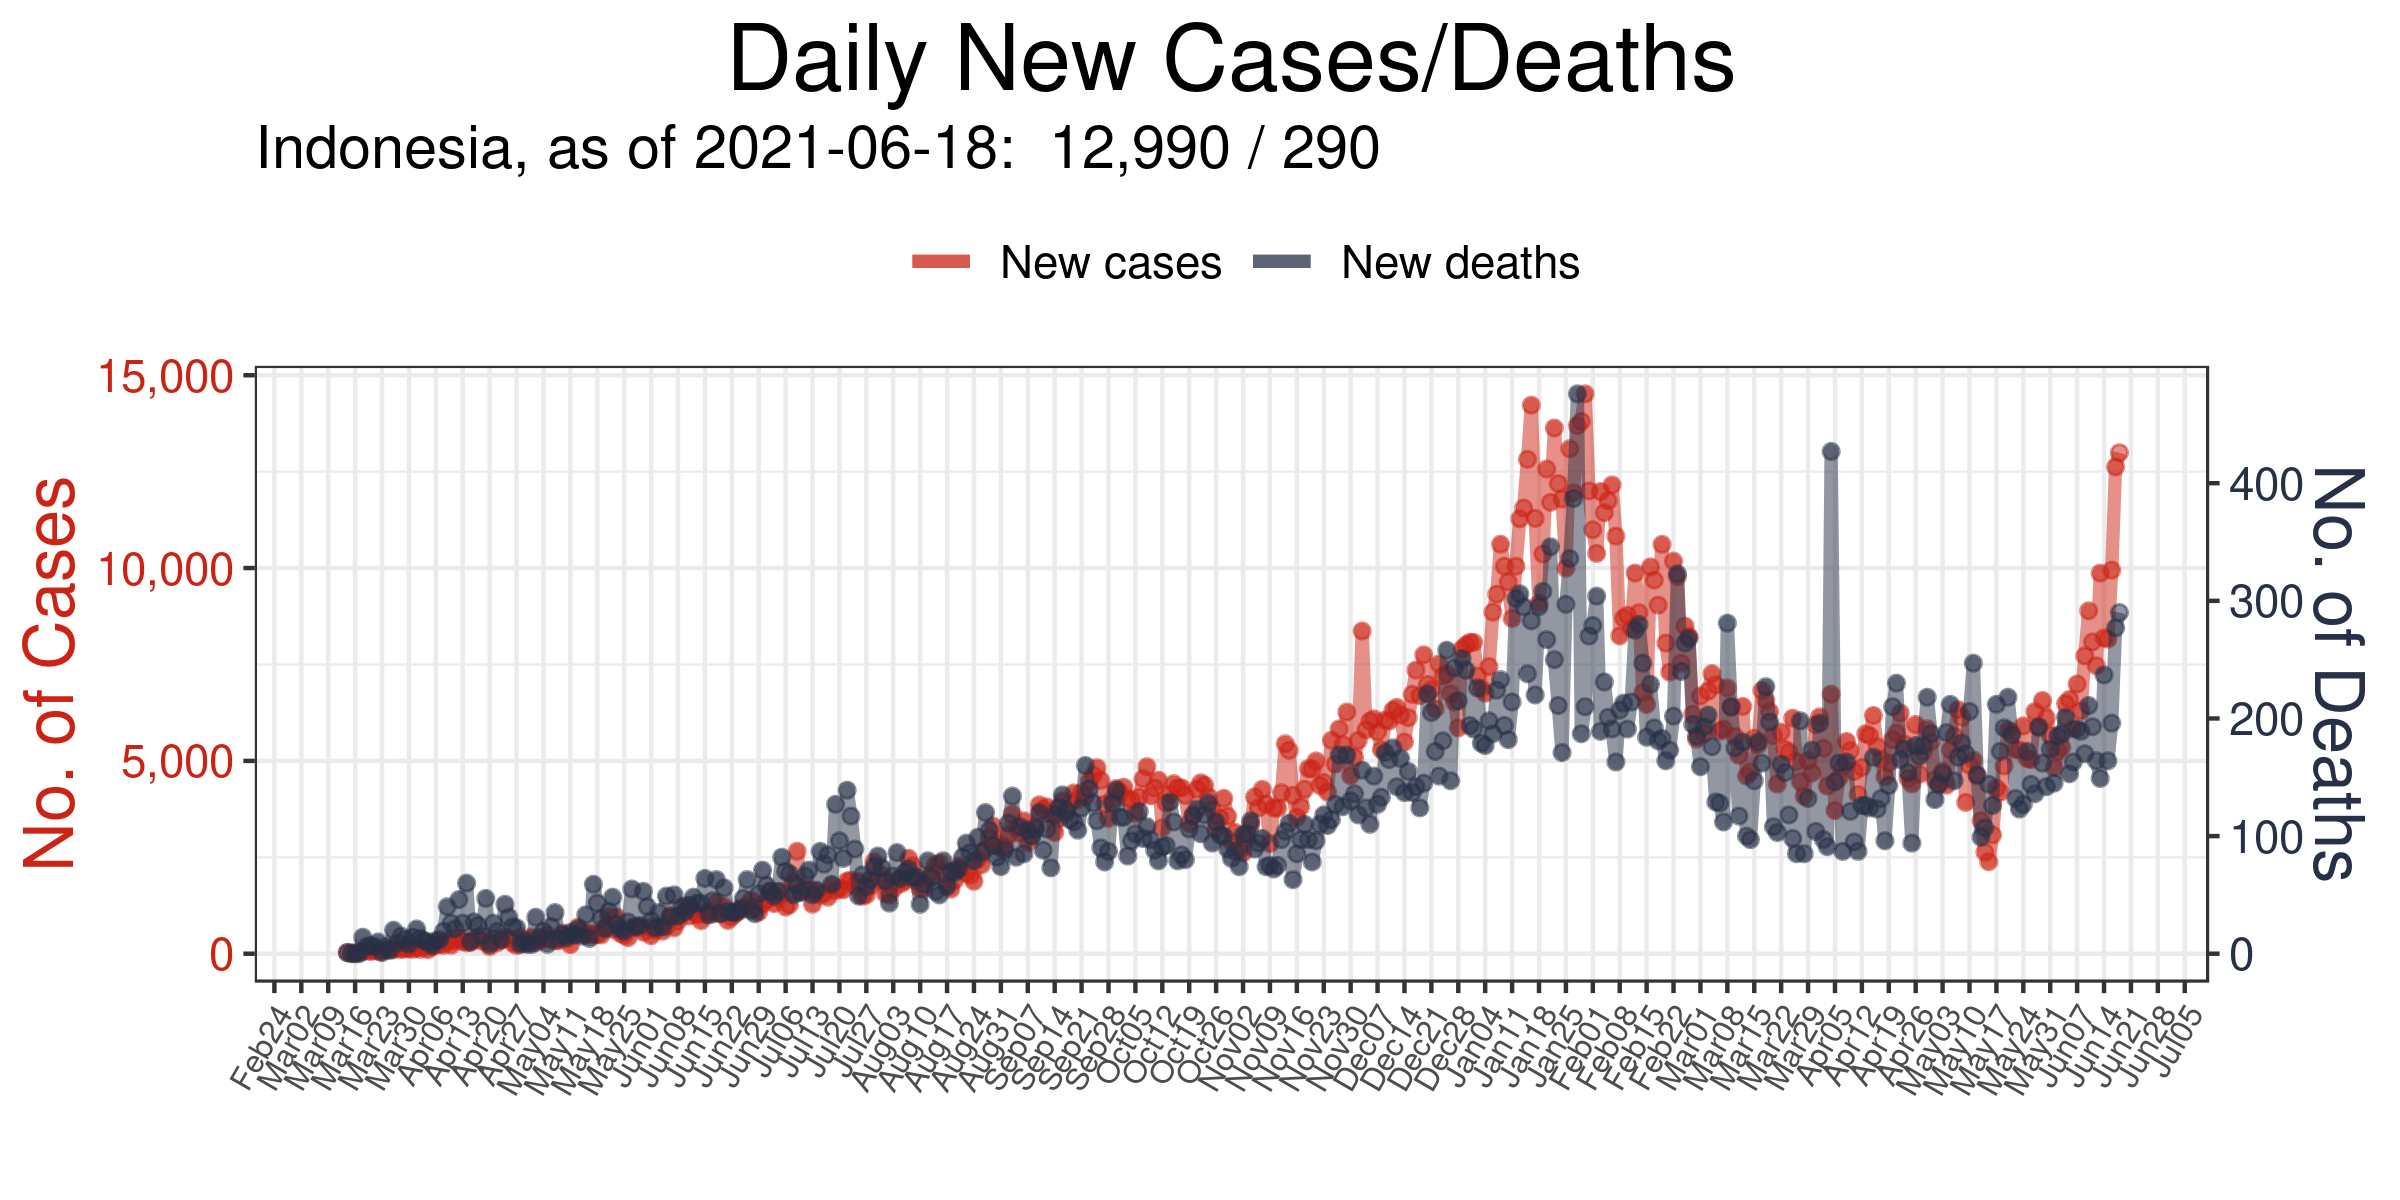 Daily New Cases/Deaths
Indonesia, as of 2021-06-18:  12,990 / 290
New cases New deaths
No. of Cases
15,000
10,000
5,000
0
400
300
200
100
0
No. of Deaths
Feb24 Mar02 Mar09 Mar16 Mar23 Mar30 Apr06 Apr13 Apr20 Apr27 May04 May11 May18 May25 Jun01 Jun08 Jun15 Jun22 Jun29 Jul06 Jul13 Jul20 Jul27 Aug03 Aug10 Aug17 Aug24 Aug31 Sep07 Sep14 Sep21 Sep28 Oct05 Oct12 Oct19 Oct26 Nov02 Nov09 Nov16 Nov23 Nov30 Dec07 Dec14 Dec21 Dec28 Jan04 Jan11 Jan18 Jan25 Feb01 Feb08 Feb15 Feb22 Mar01 Mar08 Mar15 Mar22 Mar29 Apr05 Apr12 Apr19 Apr26 May03 May10 May17 May24 May31 Jun07 Jun14 Jun21 Jun28 Jul05